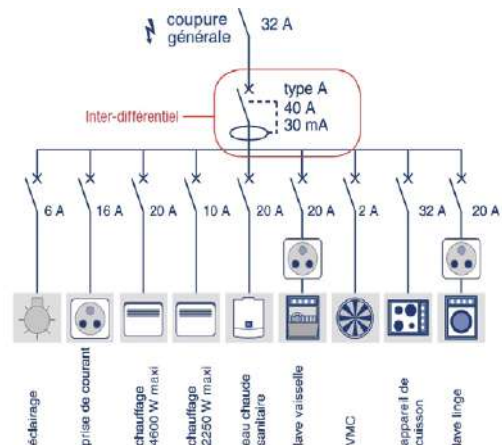 coupure
générale
32 A
Inter-différentiel
type A
40 A
30 mA
6 A
16 A
20 A
10 A
20 A
20 A
2 A
32 A
20 A
éclairage
prise de courant
chauffage
4600 W maxi
chauffage
2250 W maxi
eau chaude
sanitaire
lave vaisselle
VMC
appareil de
cuisson
lave linge